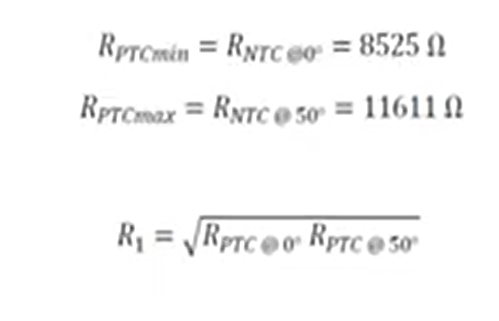 R_PTCmin = R_NTC@0° = 8525 Ω
R_PTCmax = R_NTC@50° = 11611 Ω
R_1 = √(R_PTC@0° R_PTC@50°)